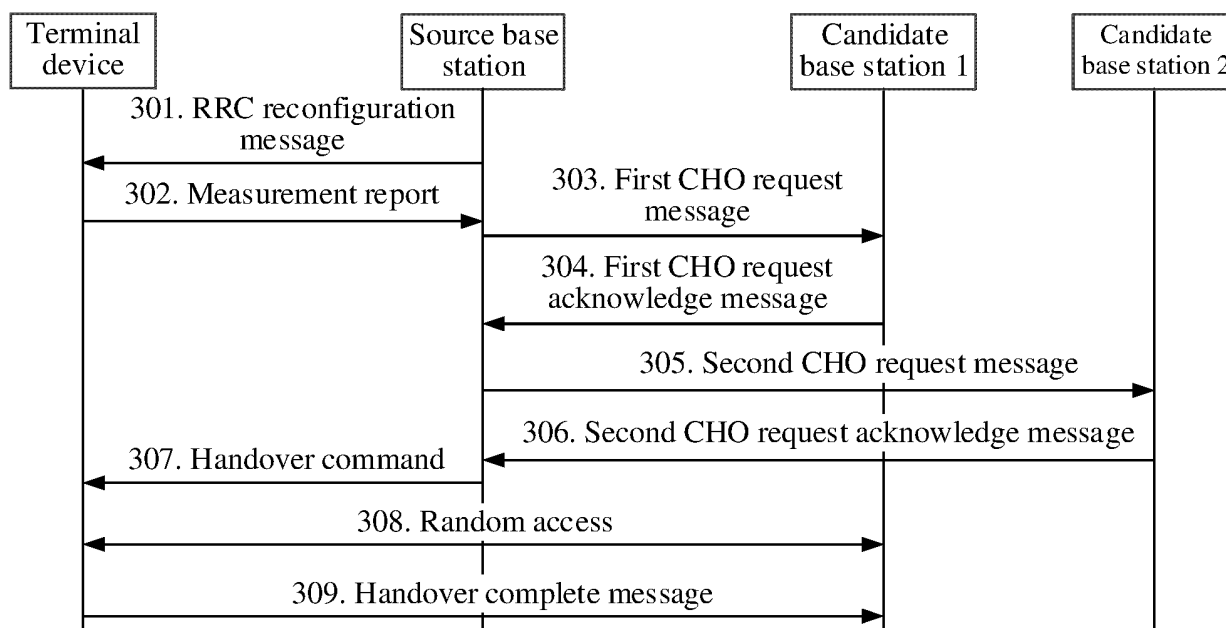 Terminal
device
Source base
station
Candidate
base station 1
Candidate
base station 2
301. RRC reconfiguration
message
302. Measurement report
303. First CHO request
message
304. First CHO request
acknowledge message
305. Second CHO request message
306. Second CHO request acknowledge message
307. Handover command
308. Random access
309. Handover complete message